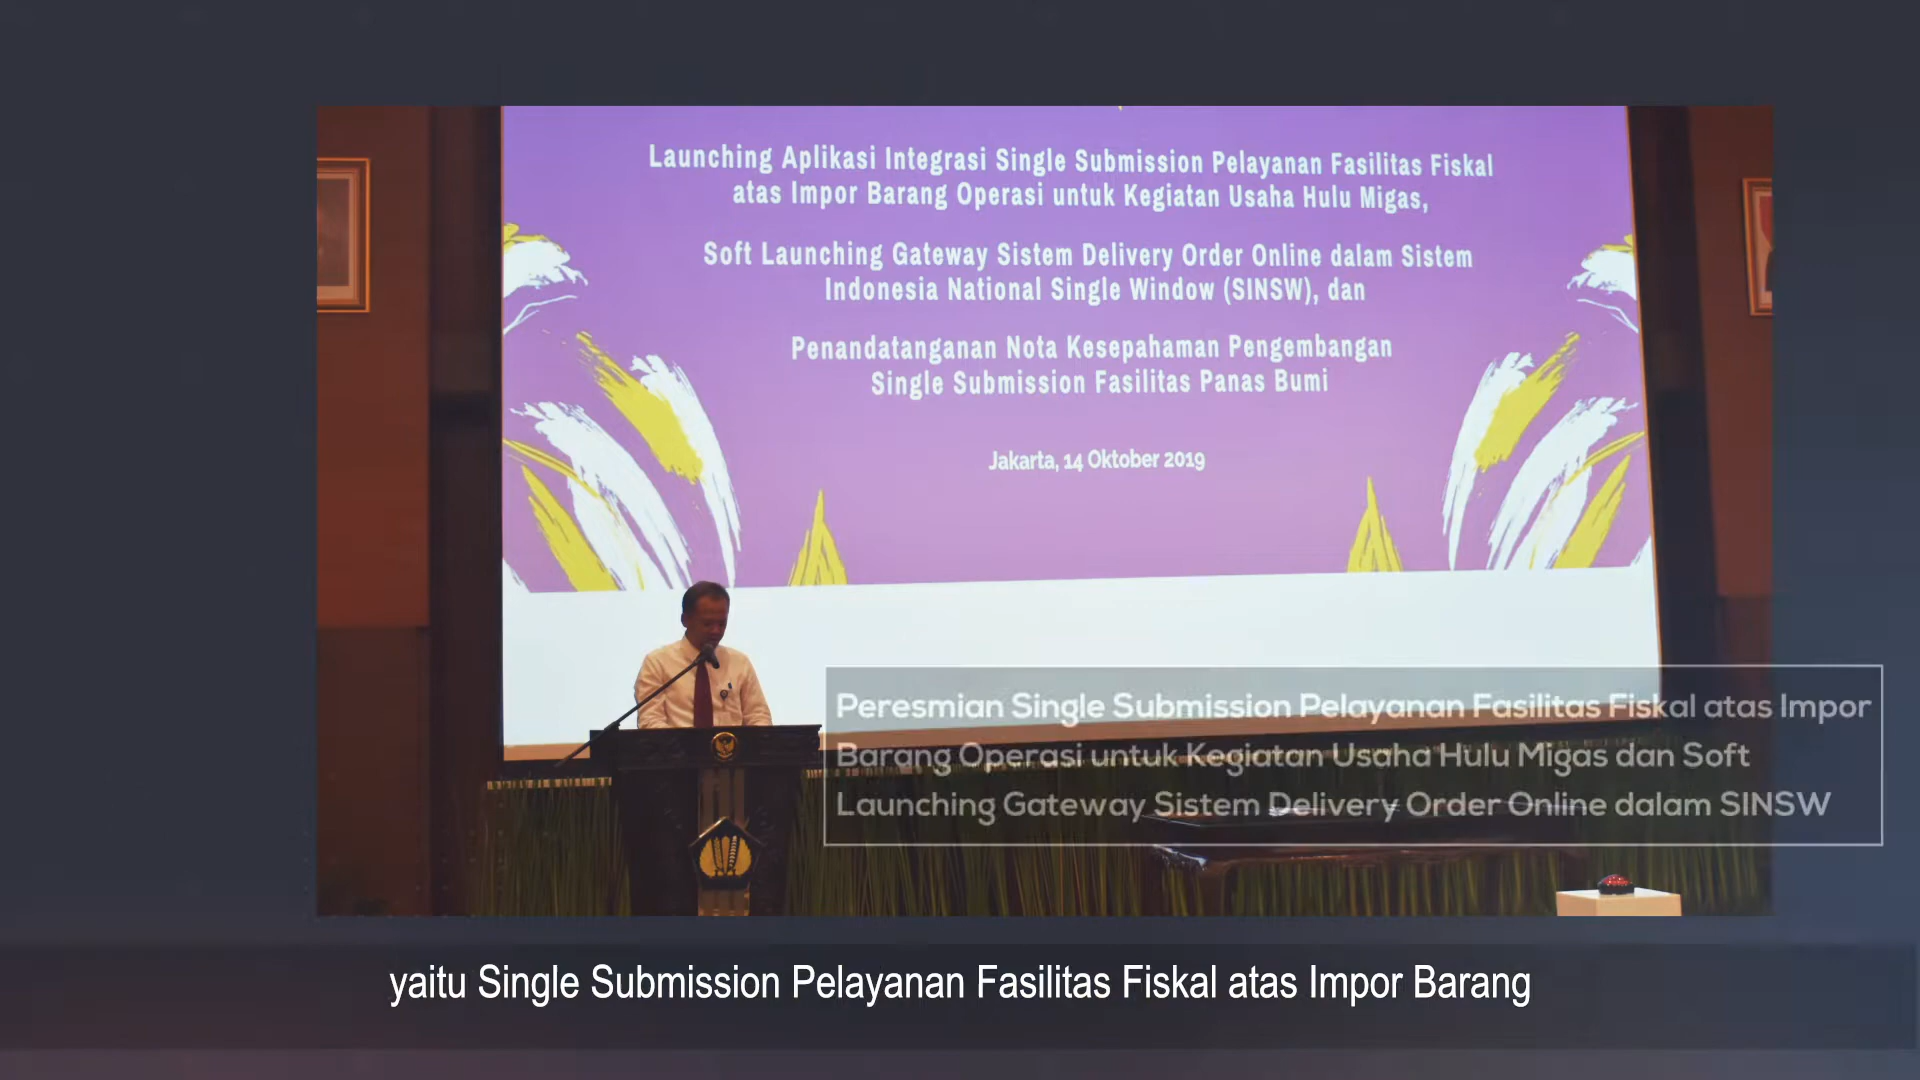 Launching Aplikasi Integrasi Single Submission Pelayanan Fasilitas Fiskal
atas Impor Barang Operasi untuk Kegiatan Usaha Hulu Migas,
Soft Launching Gateway Sistem Delivery Order Online dalam Sistem
Indonesia National Single Window (SINSW), dan
Penandatanganan Nota Kesepahaman Pengembangan
Single Submission Fasilitas Panas Bumi
Jakarta, 14 Oktober 2019
Peresmian Single Submission Pelayanan Fasilitas Fiskal atas Impor
Barang Operasi untuk Kegiatan Usaha Hulu Migas dan Soft
Launching Gateway Sistem Delivery Order Online dalam SINSW
yaitu Single Submission Pelayanan Fasilitas Fiskal atas Impor Barang